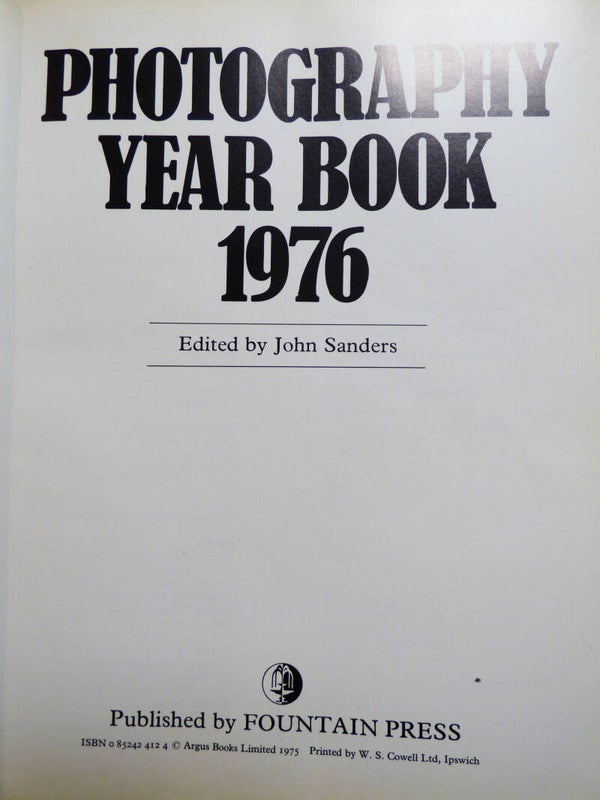 PHOTOGRAPHY
YEAR BOOK
1976
Edited by John Sanders
Published by FOUNTAIN PRESS
ISBN 0 85242 412 4 © Argus Books Limited 1975 Printed by W. S. Cowell Ltd, Ipswich